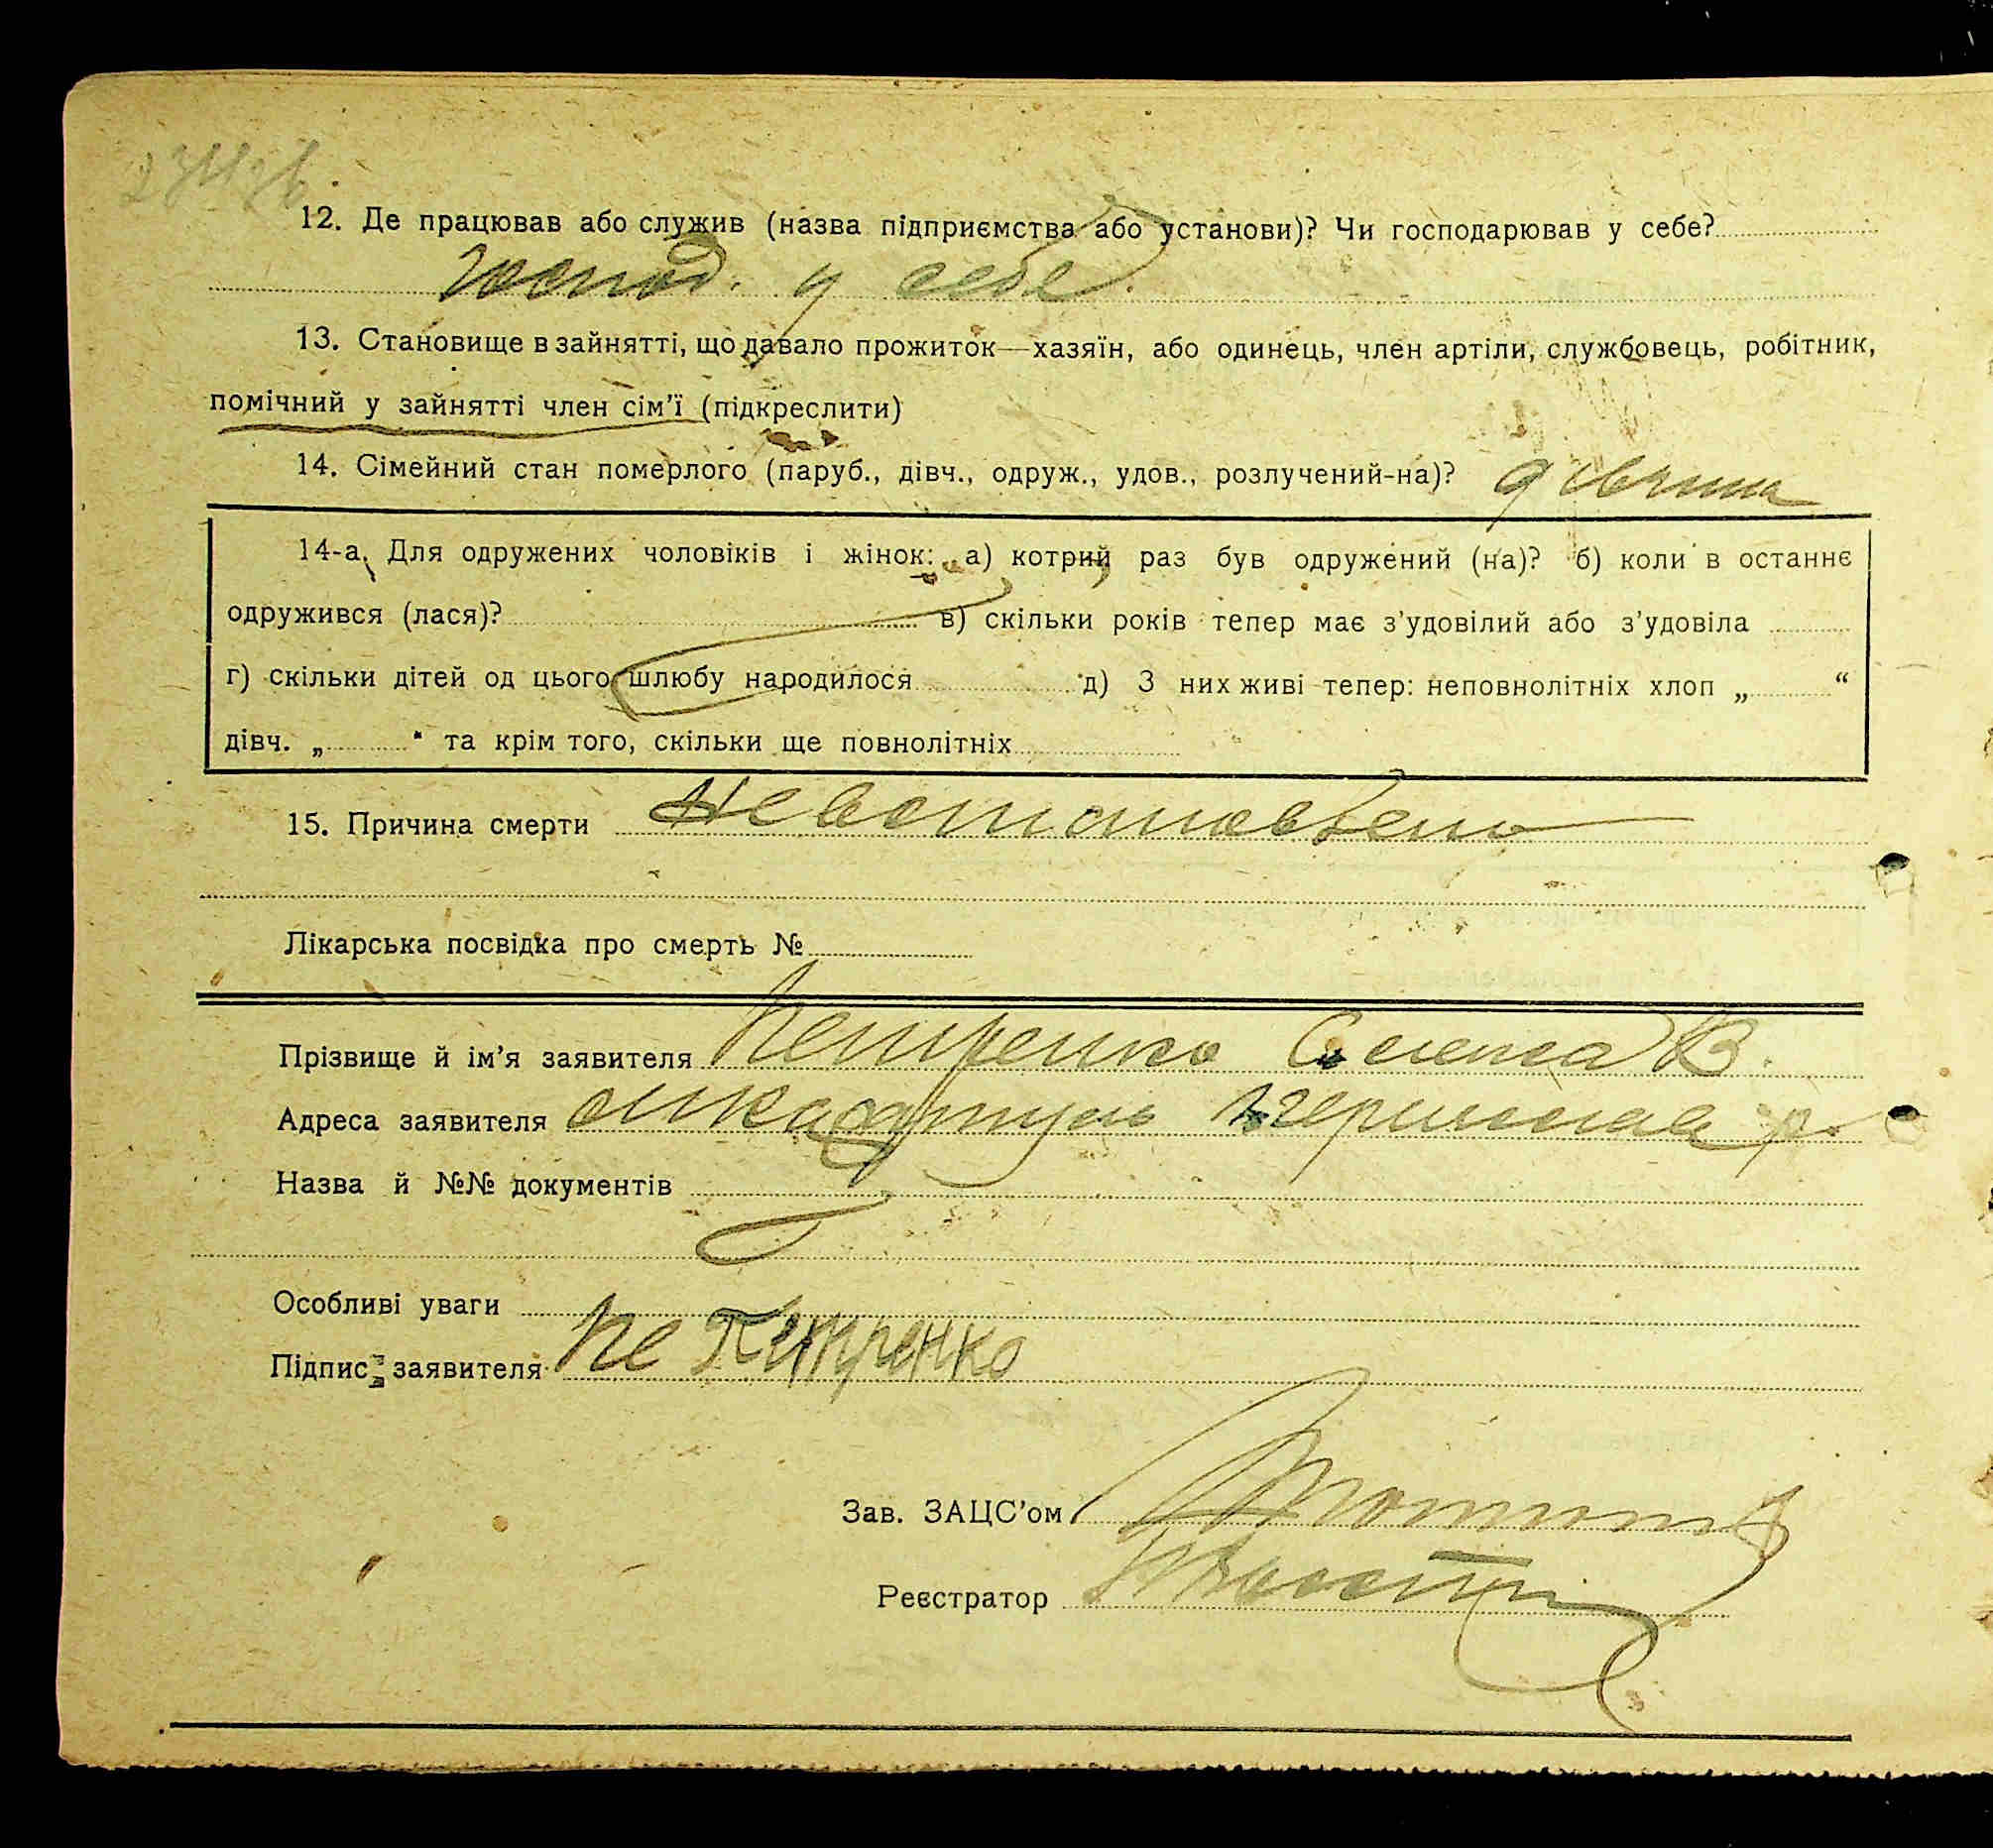 12. Де працював або служив (назва підприємства або установи)? Чи господарював у себе?
Господ. у себе.
13. Становище в зайнятті, що давало прожиток—хазяїн, або одинець, член артіли, службовець, робітник,
помічний у зайнятті член сім'ї (підкреслити)
14. Сімейний стан померлого (паруб., дівч., одруж., удов., розлучений-на)? дівчина
14-а. Для одружених чоловіків і жінок: а) котрий раз був одружений (на)? б) коли в останнє
одружився (лася)? в) скільки років тепер має з'удовілий або з'удовіла
г) скільки дітей од цього шлюбу народилося д) З них живі тепер: неповнолітніх хлоп „ “
дівч. „ “ та крім того, скільки ще повнолітніх
15. Причина смерти
Лікарська посвідка про смерть №
Прізвище й ім'я заявителя Петренко В.
Адреса заявителя
Назва й №№ документів
Особливі уваги
Підпис заявителя Петренко
Зав. ЗАЦС'ом
Реєстратор